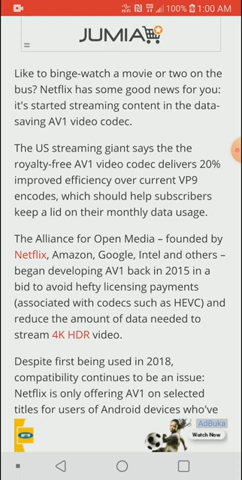 100% 1:00 AM
JUMIA
Like to binge-watch a movie or two on the
bus? Netflix has some good news for you:
it's started streaming content in the data-
saving AV1 video codec.
The US streaming giant says the the
royalty-free AV1 video codec delivers 20%
improved efficiency over current VP9
encodes, which should help subscribers
keep a lid on their monthly data usage.
The Alliance for Open Media – founded by
Netflix, Amazon, Google, Intel and others –
began developing AV1 back in 2015 in a
bid to avoid hefty licensing payments
(associated with codecs such as HEVC) and
reduce the amount of data needed to
stream 4K HDR video.
Despite first being used in 2018,
compatibility continues to be an issue:
Netflix is only offering AV1 on selected
titles for users of Android devices who've
AdBuka
Watch Now